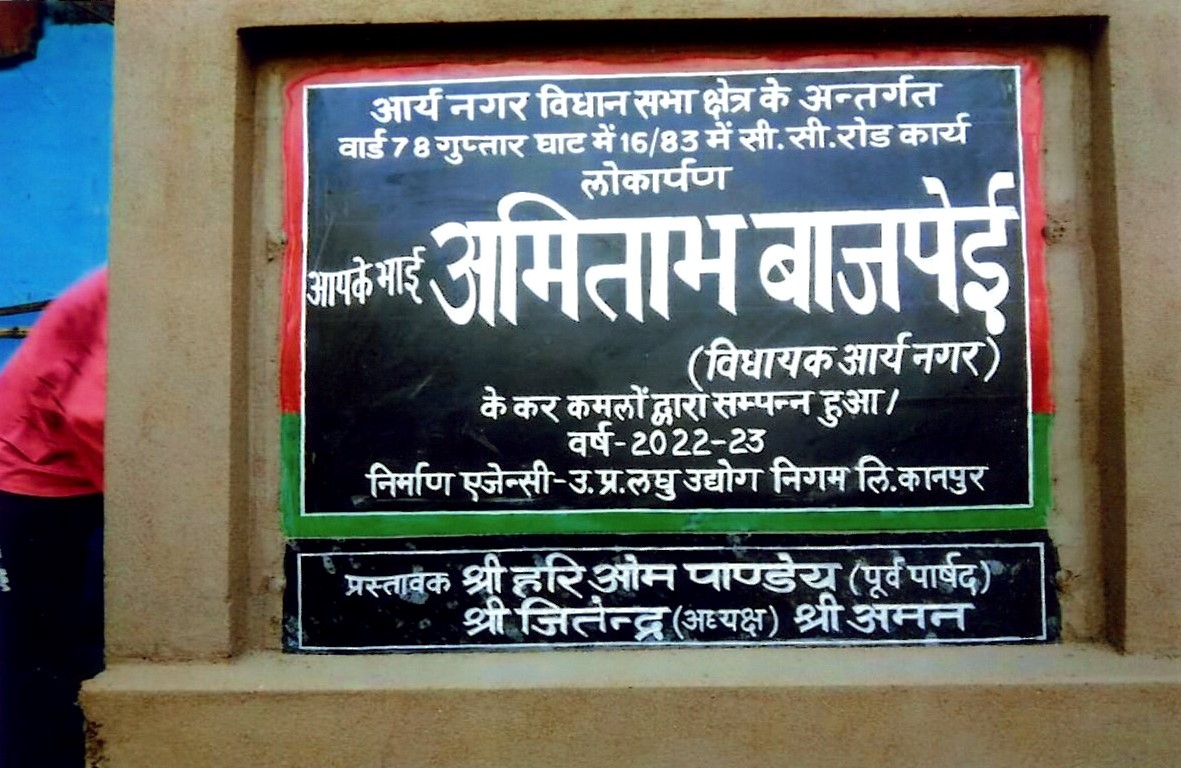 आर्य नगर विधान सभा क्षेत्र के अन्तर्गत
वार्ड 78 गुप्तार घाट में 16/83 में सी.सी.रोड कार्य
लोकार्पण
आपके भाई अमिताभ बाजपेई
(विधायक आर्य नगर)
के कर कमलों द्वारा सम्पन्न हुआ/
वर्ष-2022-23
निर्माण एजेन्सी-उ.प्र.लघु उद्योग निगम लि.कानपुर
प्रस्तावक श्री हरि ओम पाण्डेय (पूर्व पार्षद)
श्री जितेन्द्र (अध्यक्ष) श्री अमन